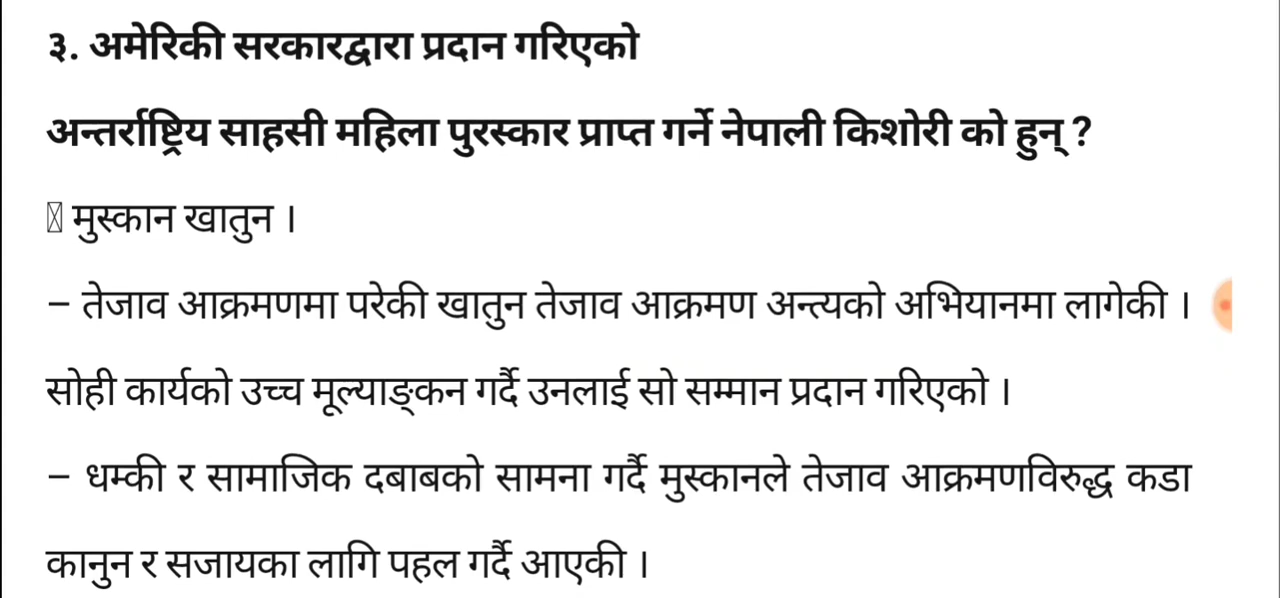 ३. अमेरिकी सरकारद्वारा प्रदान गरिएको
अन्तर्राष्ट्रिय साहसी महिला पुरस्कार प्राप्त गर्ने नेपाली किशोरी को हुन् ?
मुस्कान खातुन ।
– तेजाव आक्रमणमा परेकी खातुन तेजाव आक्रमण अन्त्यको अभियानमा लागेकी ।
सोही कार्यको उच्च मूल्याङ्कन गर्दै उनलाई सो सम्मान प्रदान गरिएको ।
– धम्की र सामाजिक दबाबको सामना गर्दै मुस्कानले तेजाव आक्रमणविरुद्ध कडा
कानुन र सजायका लागि पहल गर्दै आएकी ।